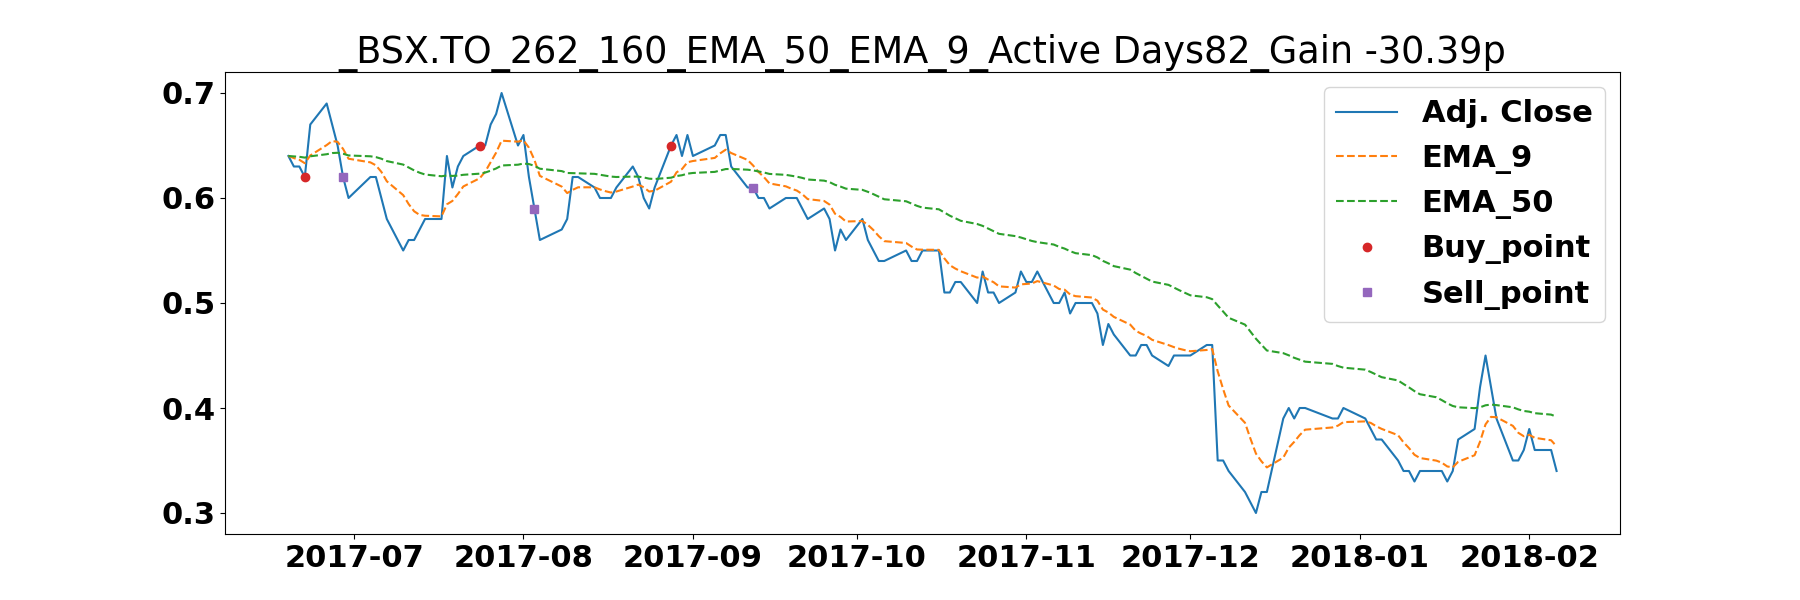 _BSX.TO_262_160_EMA_50_EMA_9_Active Days82_Gain -30.39p
0.7
0.6
0.5
0.4
0.3
Adj. Close
EMA_9
EMA_50
Buy_point
Sell_point
2017-07 2017-08 2017-09 2017-10 2017-11 2017-12 2018-01 2018-02